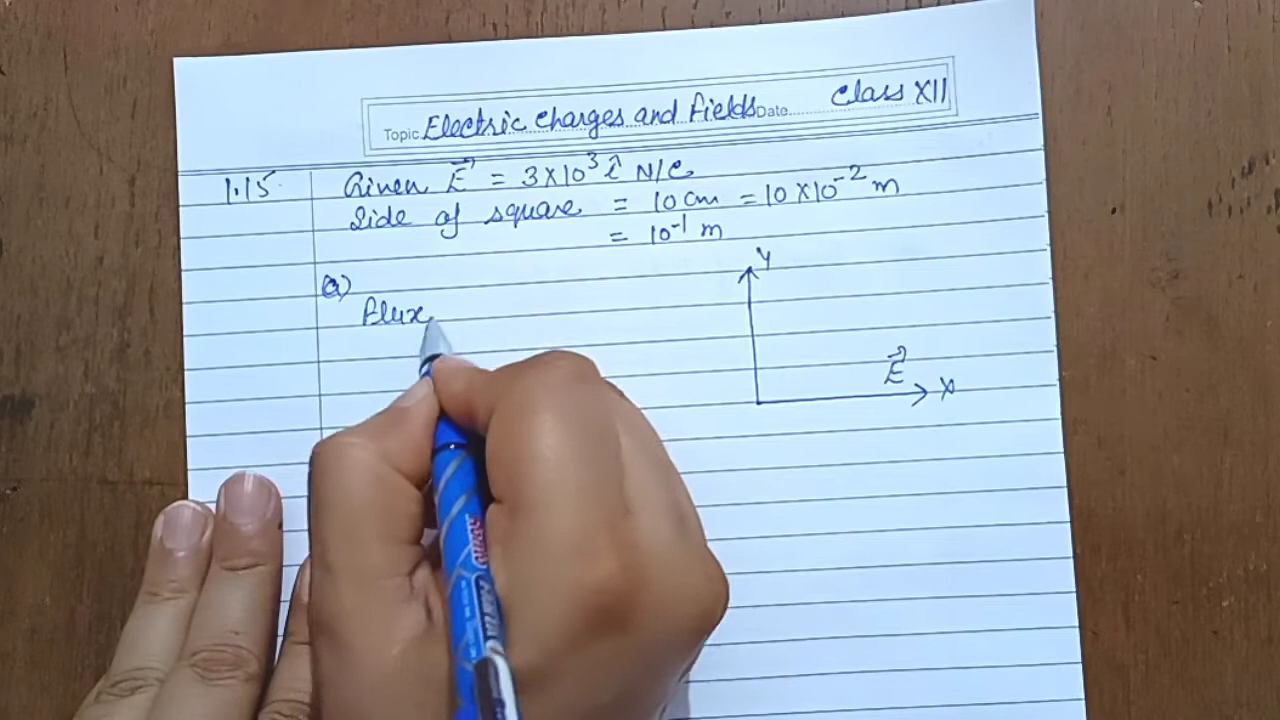 Topic Electric Charges and Fields Date Class XII
1.15 Given E⃗ = 3×10³ î N/C
Side of square = 10 cm = 10×10⁻² m
= 10⁻¹ m
(a)
Flux
Y
E⃗
X